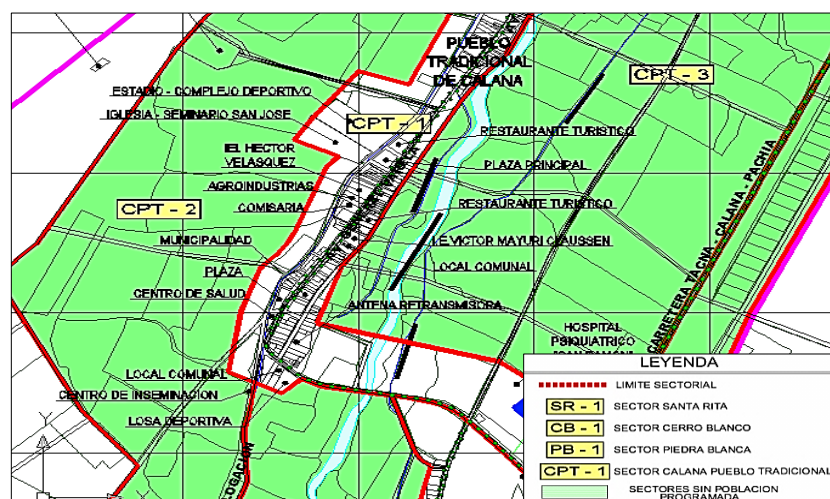 PUEBLO
TRADICIONAL
DE CALANA
CPT - 3
ESTADIO - COMPLEJO DEPORTIVO
IGLESIA - SEMINARIO SAN JOSE
CPT - 1
RESTAURANTE TURISTICO
IEI HECTOR
VELASQUEZ
PLAZA PRINCIPAL
AGROINDUSTRIAS
CPT - 2
COMISARIA
RESTAURANTE TURISTICO
MUNICIPALIDAD
I.E.VICTOR MAYURI CLAUSSEN
PLAZA
LOCAL COMUNAL
CENTRO DE SALUD
ANTENA RETRANSMISORA
CARRETERA TACNA - CALANA - PACHIA
HOSPITAL
PSIQUIATRICO
LOCAL COMUNAL
CENTRO DE INSEMINACION
LOSA DEPORTIVA
Y
LEYENDA
LIMITE SECTORIAL
SR - 1 SECTOR SANTA RITA
CB - 1 SECTOR CERRO BLANCO
PB - 1 SECTOR PIEDRA BLANCA
CPT - 1 SECTOR CALANA PUEBLO TRADICIONAL
SECTORES SIN POBLACION
PROGRAMADA